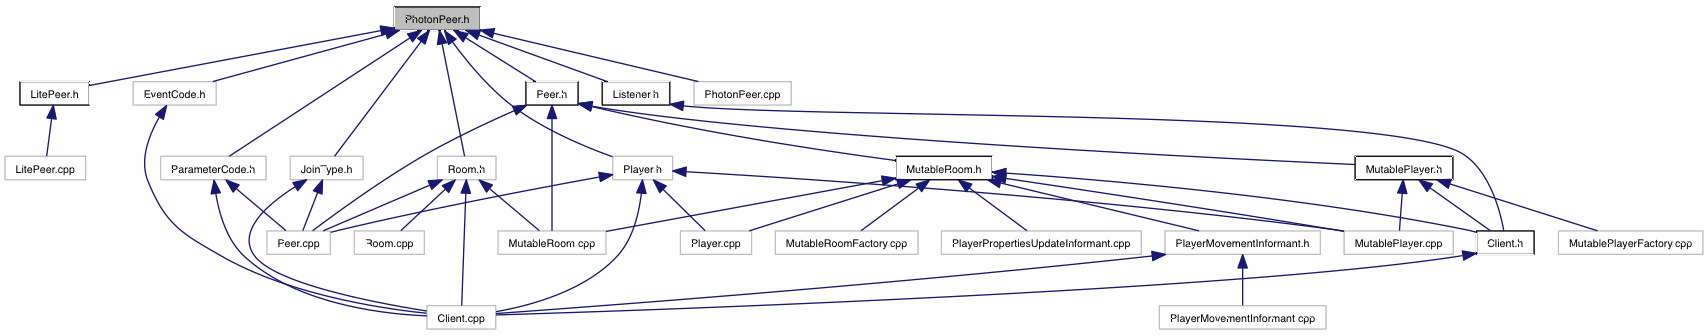 PhotonPeer.h
LitePeer.h
EventCode.h
Peer.h
Listener.h
PhotonPeer.cpp
LitePeer.cpp
ParameterCode.h
JoinType.h
Room.h
Player.h
MutableRoom.h
MutablePlayer.h
Peer.cpp
Room.cpp
MutableRoom.cpp
Player.cpp
MutableRoomFactory.cpp
PlayerPropertiesUpdateInformant.cpp
PlayerMovementInformant.h
MutablePlayer.cpp
Client.h
MutablePlayerFactory.cpp
Client.cpp
PlayerMovementInformant.cpp